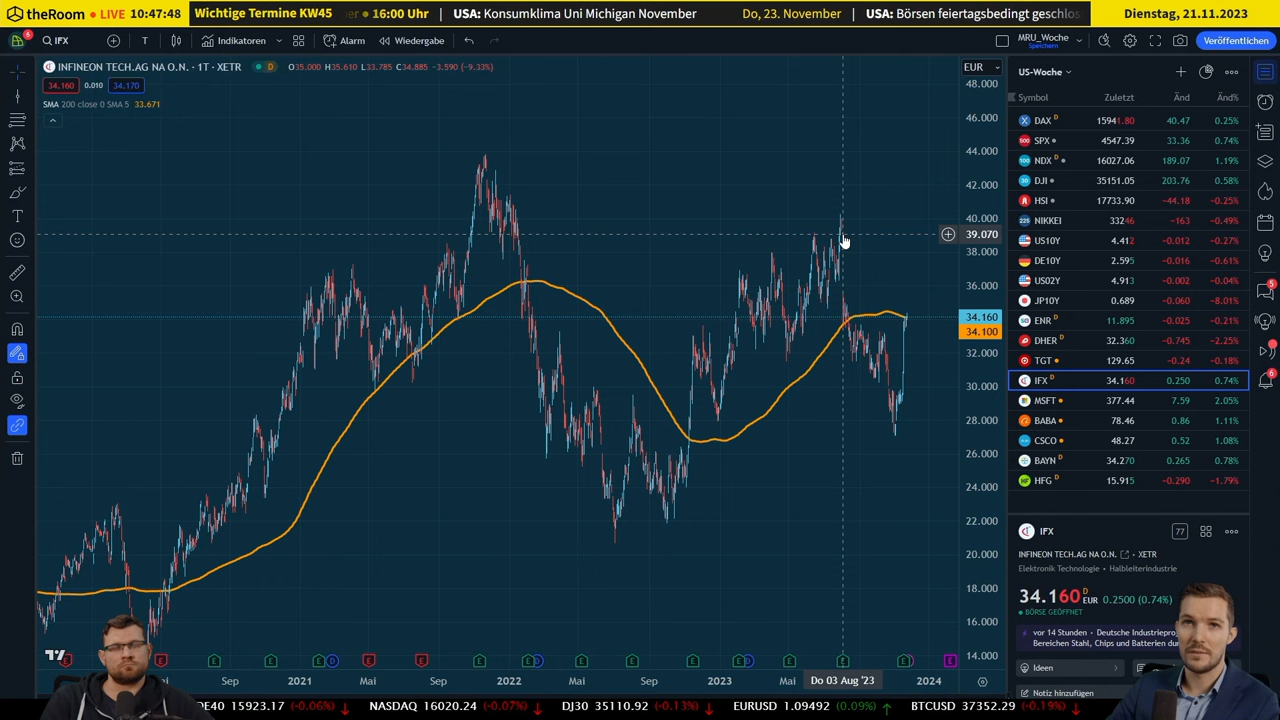 theRoom • LIVE 10:47:48
Wichtige Termine KW45
16:00 Uhr
USA: Konsumklima Uni Michigan November
Do, 23. November
USA: Börsen feiertagsbedingt geschlos
Dienstag, 21.11.2023
6
IFX
T
Indikatoren
Alarm
Wiedergabe
MRU_Woche
Speichern
Veröffentlichen
INFINEON TECH.AG NA O.N. · 1T · XETR
D
O35.000 H35.610 L33.785 C34.885 −3.590 (−9.33%)
34.160 0.010 34.170
SMA 200 close 0 SMA 5 33.671
EUR
48.000
46.000
44.000
42.000
40.000
39.070
38.000
36.000
34.160
34.100
32.000
30.000
28.000
26.000
24.000
22.000
20.000
18.000
16.000
14.000
Sep 2021 Mai Sep 2022 Mai Sep 2023 Mai Do 03 Aug '23 2024
US-Woche
Symbol Zuletzt Änd Änd%
DAX D 15941.80 40.47 0.25%
SPX 4547.39 33.36 0.74%
NDX D 16027.06 189.07 1.19%
DJI 35151.05 203.76 0.58%
HSI 17733.90 −44.18 −0.25%
NIKKEI 33246 −163 −0.49%
US10Y 4.412 −0.012 −0.27%
DE10Y 2.595 −0.016 −0.61%
US02Y 4.913 −0.002 −0.04%
JP10Y 0.689 −0.060 −8.01%
ENR D 11.895 −0.025 −0.21%
DHER D 32.360 −0.745 −2.25%
TGT 129.65 −0.24 −0.18%
IFX D 34.160 0.250 0.74%
MSFT 377.44 7.59 2.05%
BABA 78.46 0.86 1.11%
CSCO 48.27 0.52 1.08%
BAYN D 34.270 0.265 0.78%
HFG D 15.915 −0.290 −1.79%
5
6
IFX
77
INFINEON TECH.AG NA O.N. · XETR
Elektronik Technologie • Halbleiterindustrie
34.160 D EUR 0.2500 (0.74%)
BÖRSE GEÖFFNET
vor 14 Stunden • Deutsche Industriepro
Bereichen Stahl, Chips und Batterien du
Ideen
Notiz hinzufügen
DE40 15923.17 (-0.06%) NASDAQ 16020.24 (-0.07%) DJ30 35110.92 (-0.13%) EURUSD 1.09492 (0.09%) BTCUSD 37352.29 (-0.19%)